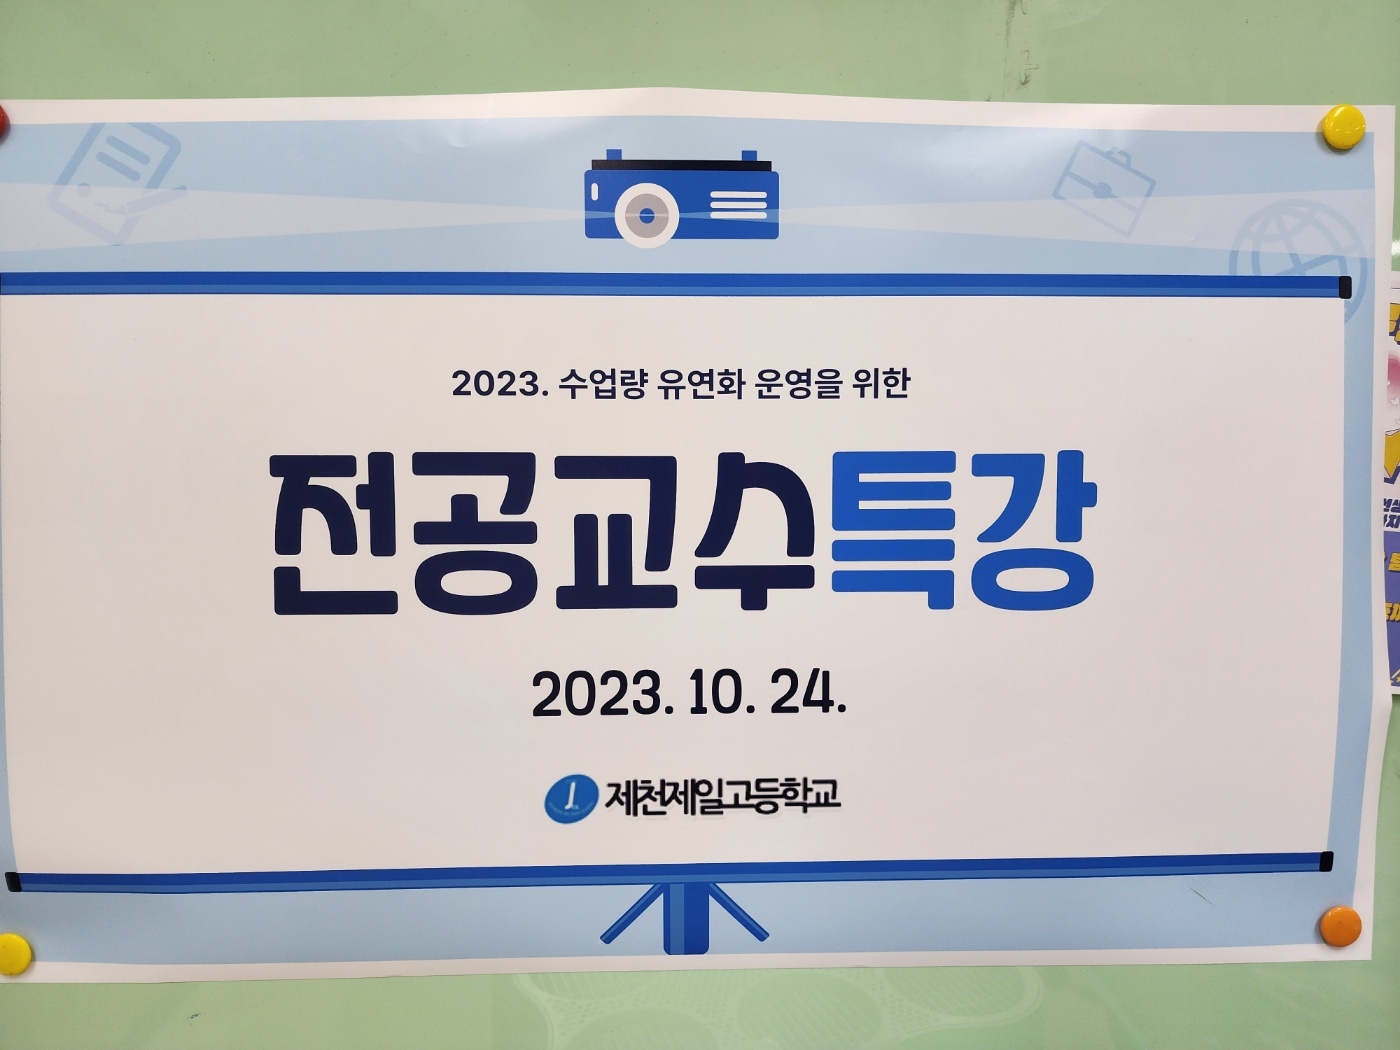 2023. 수업량 유연화 운영을 위한
전공교수특강
2023. 10. 24.
제천제일고등학교